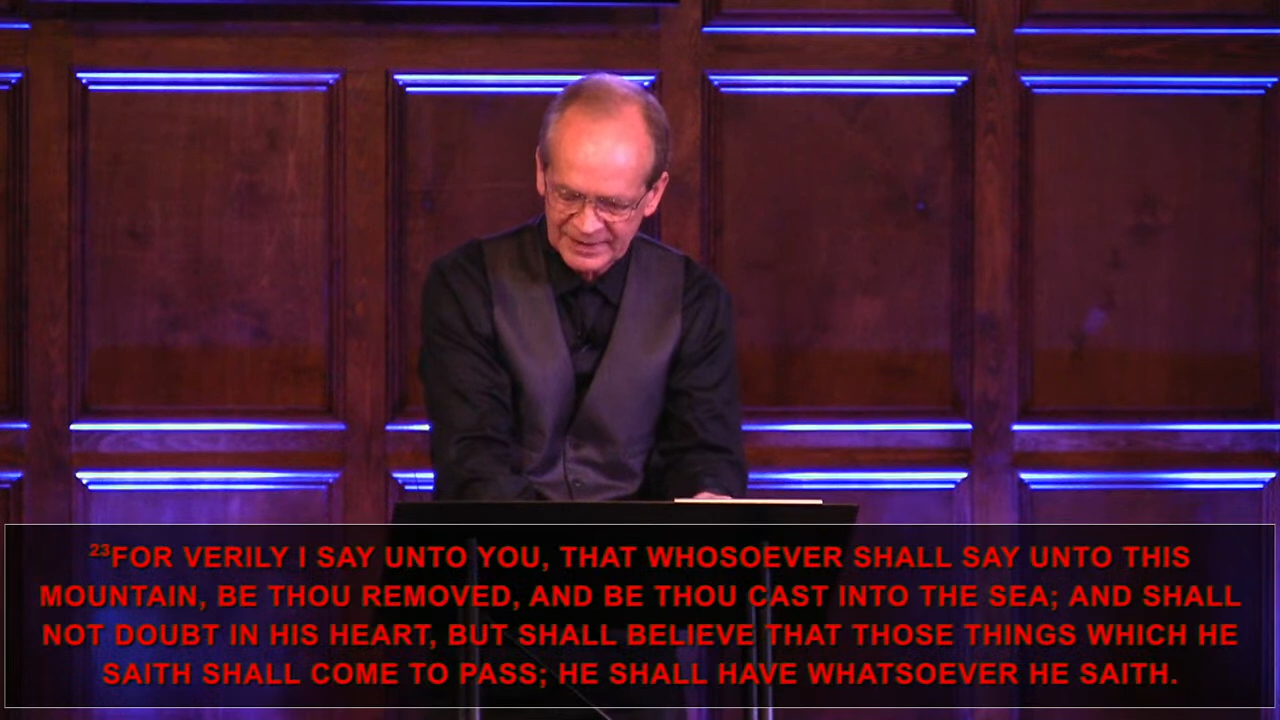 23FOR VERILY I SAY UNTO YOU, THAT WHOSOEVER SHALL SAY UNTO THIS
MOUNTAIN, BE THOU REMOVED, AND BE THOU CAST INTO THE SEA; AND SHALL
NOT DOUBT IN HIS HEART, BUT SHALL BELIEVE THAT THOSE THINGS WHICH HE
SAITH SHALL COME TO PASS; HE SHALL HAVE WHATSOEVER HE SAITH.